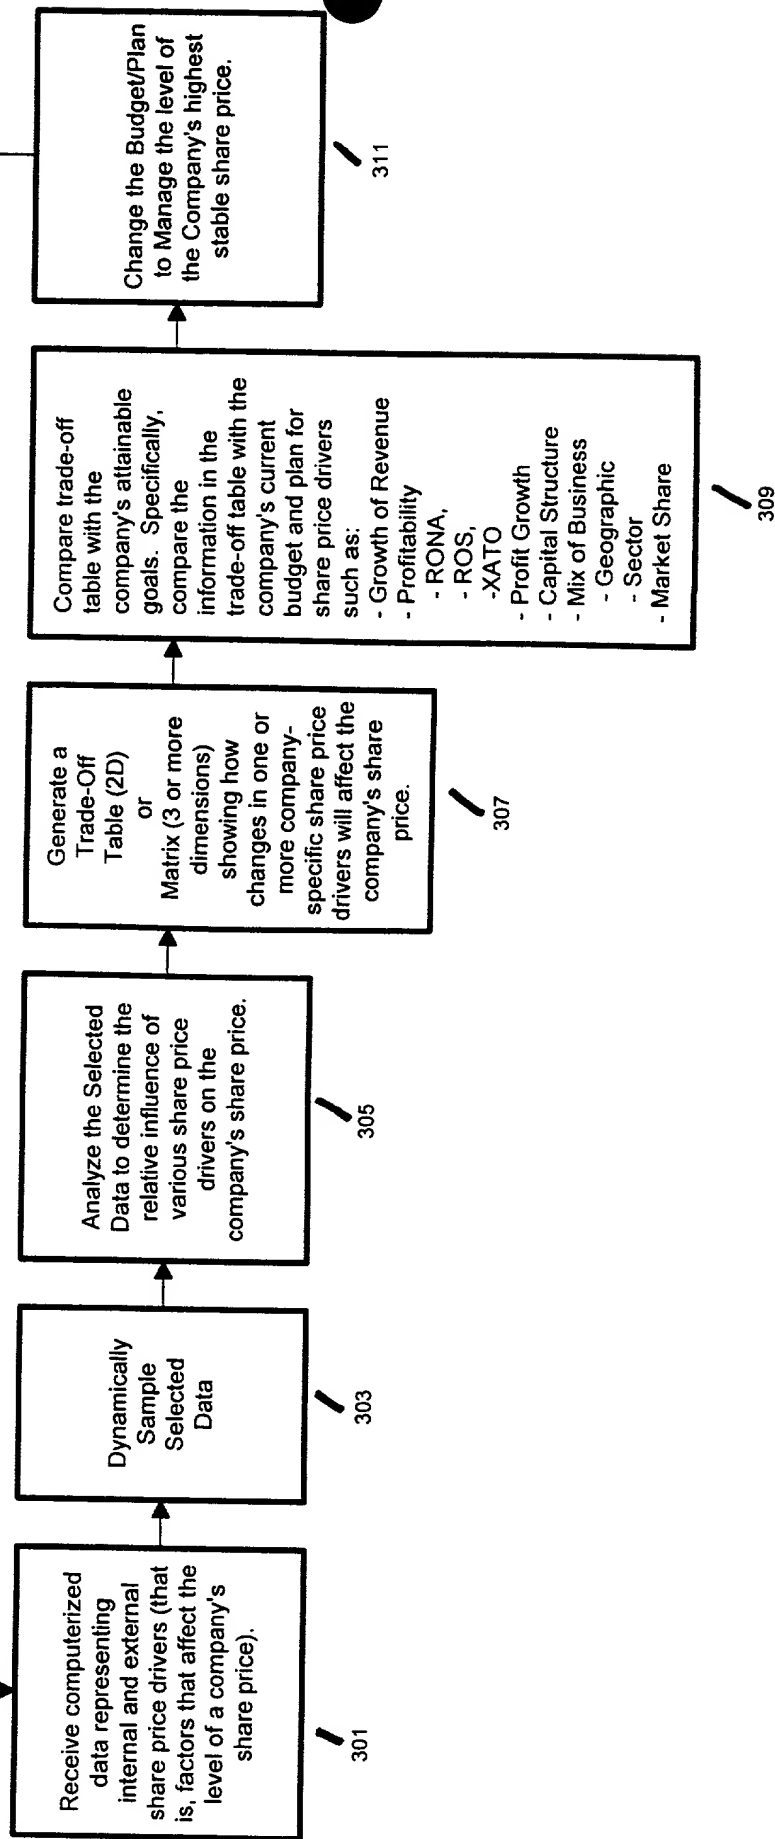 Receive computerized
data representing
internal and external
share price drivers (that
is, factors that affect the
level of a company's
share price).
301
Dynamically
Sample
Selected
Data
303
Analyze the Selected
Data to determine the
relative influence of
various share price
drivers on the
company's share price.
305
Generate a
Trade-Off
Table (2D)
or
Matrix (3 or more
dimensions)
showing how
changes in one or
more company-
specific share price
drivers will affect the
company's share
price.
307
Compare trade-off
table with the
company's attainable
goals. Specifically,
compare the
information in the
trade-off table with the
company's current
budget and plan for
share price drivers
such as:
- Growth of Revenue
- Profitability
- RONA,
- ROS,
-XATO
- Profit Growth
- Capital Structure
- Mix of Business
- Geographic
- Sector
- Market Share
309
Change the Budget/Plan
to Manage the level of
the Company's highest
stable share price.
311